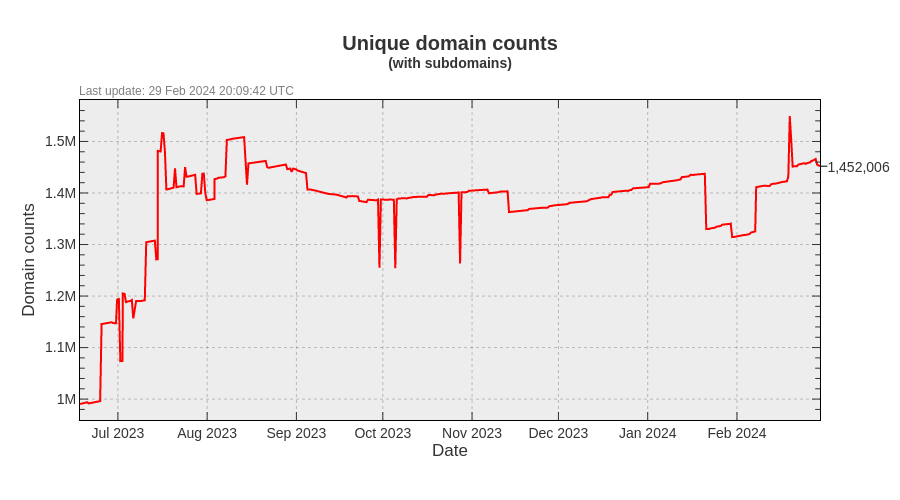 Unique domain counts
(with subdomains)
Last update: 29 Feb 2024 20:09:42 UTC
1.5M
1.4M
1.3M
1.2M
1.1M
1M
Domain counts
1,452,006
Jul 2023 Aug 2023 Sep 2023 Oct 2023 Nov 2023 Dec 2023 Jan 2024 Feb 2024
Date